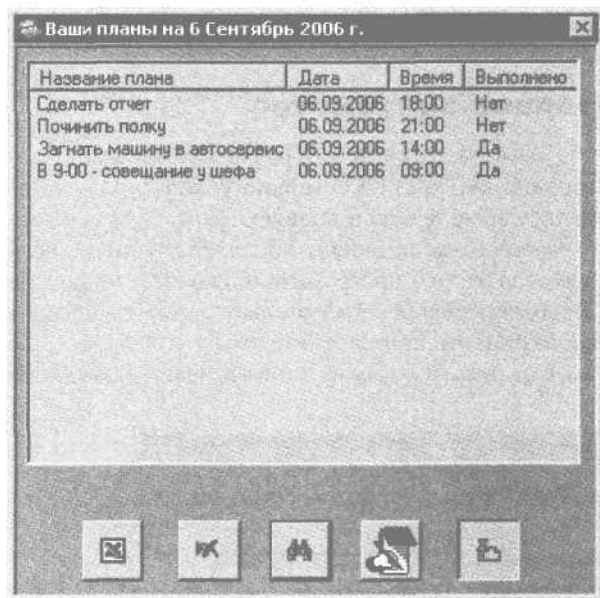 Ваши планы на 6 Сентябрь 2006 г.
Название плана Дата Время Выполнено
Сделать отчет 06.09.2006 18:00 Нет
Починить полку 06.09.2006 21:00 Нет
Загнать машину в автосервис 06.09.2006 14:00 Да
В 9-00 - совещание у шефа 06.09.2006 09:00 Да